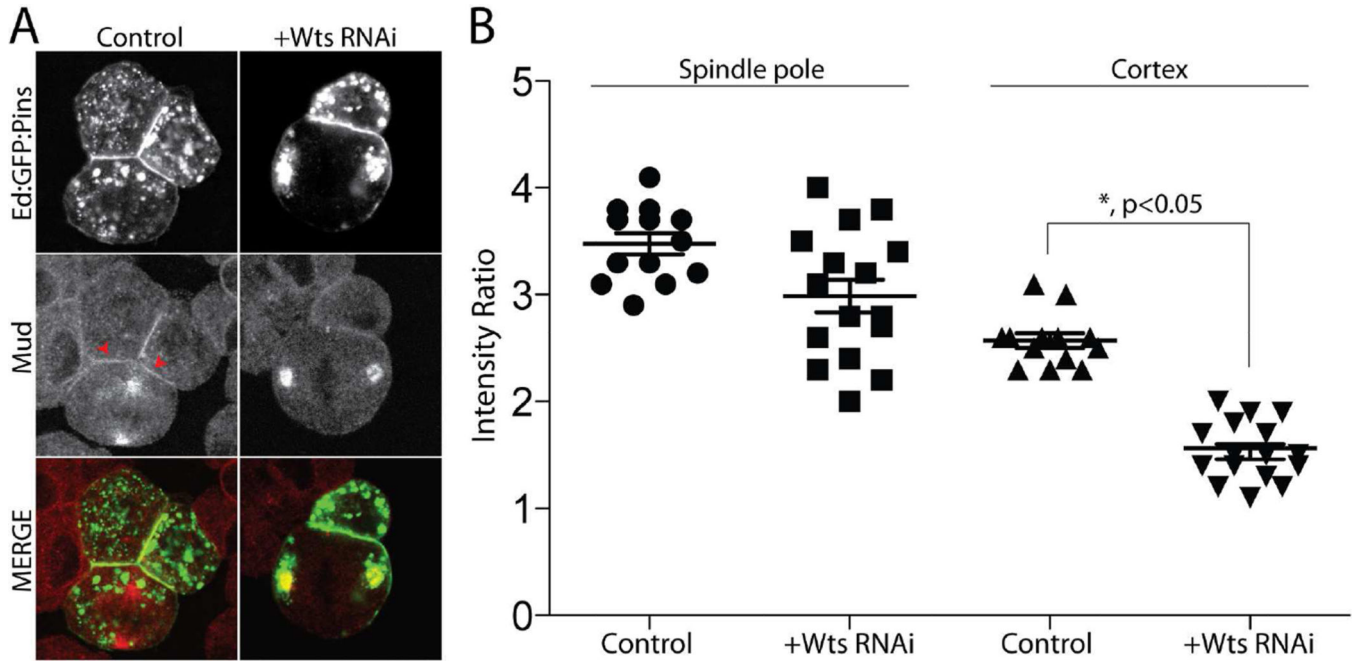 A
Control
+Wts RNAi
Ed:GFP:Pins
Mud
MERGE
B
Spindle pole
Cortex
*, p<0.05
Intensity Ratio
5
4
3
2
1
0
Control
+Wts RNAi
Control
+Wts RNAi